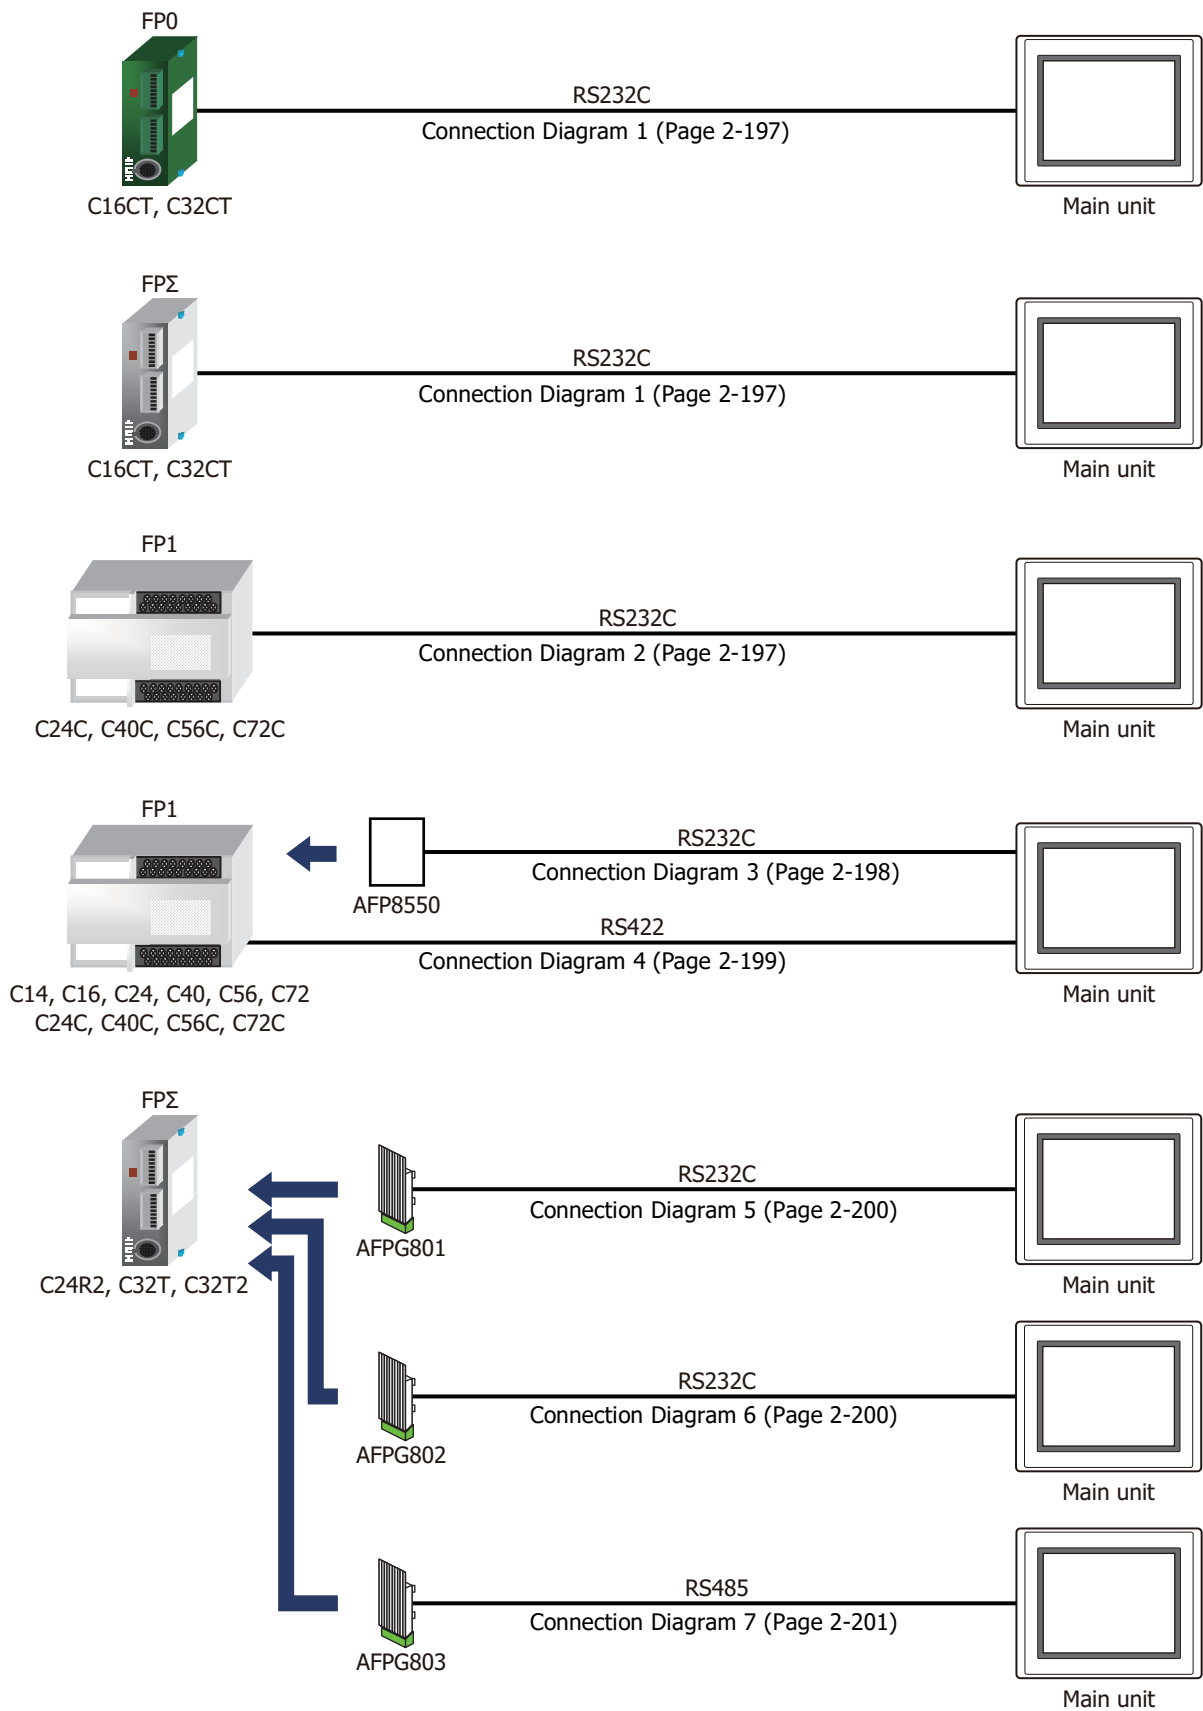 FP0
RS232C
Connection Diagram 1 (Page 2-197)
C16CT, C32CT
Main unit
FPΣ
RS232C
Connection Diagram 1 (Page 2-197)
C16CT, C32CT
Main unit
FP1
RS232C
Connection Diagram 2 (Page 2-197)
C24C, C40C, C56C, C72C
Main unit
FP1
RS232C
Connection Diagram 3 (Page 2-198)
AFP8550
RS422
Connection Diagram 4 (Page 2-199)
C14, C16, C24, C40, C56, C72
C24C, C40C, C56C, C72C
Main unit
FPΣ
RS232C
Connection Diagram 5 (Page 2-200)
AFPG801
C24R2, C32T, C32T2
Main unit
RS232C
Connection Diagram 6 (Page 2-200)
AFPG802
Main unit
RS485
Connection Diagram 7 (Page 2-201)
AFPG803
Main unit